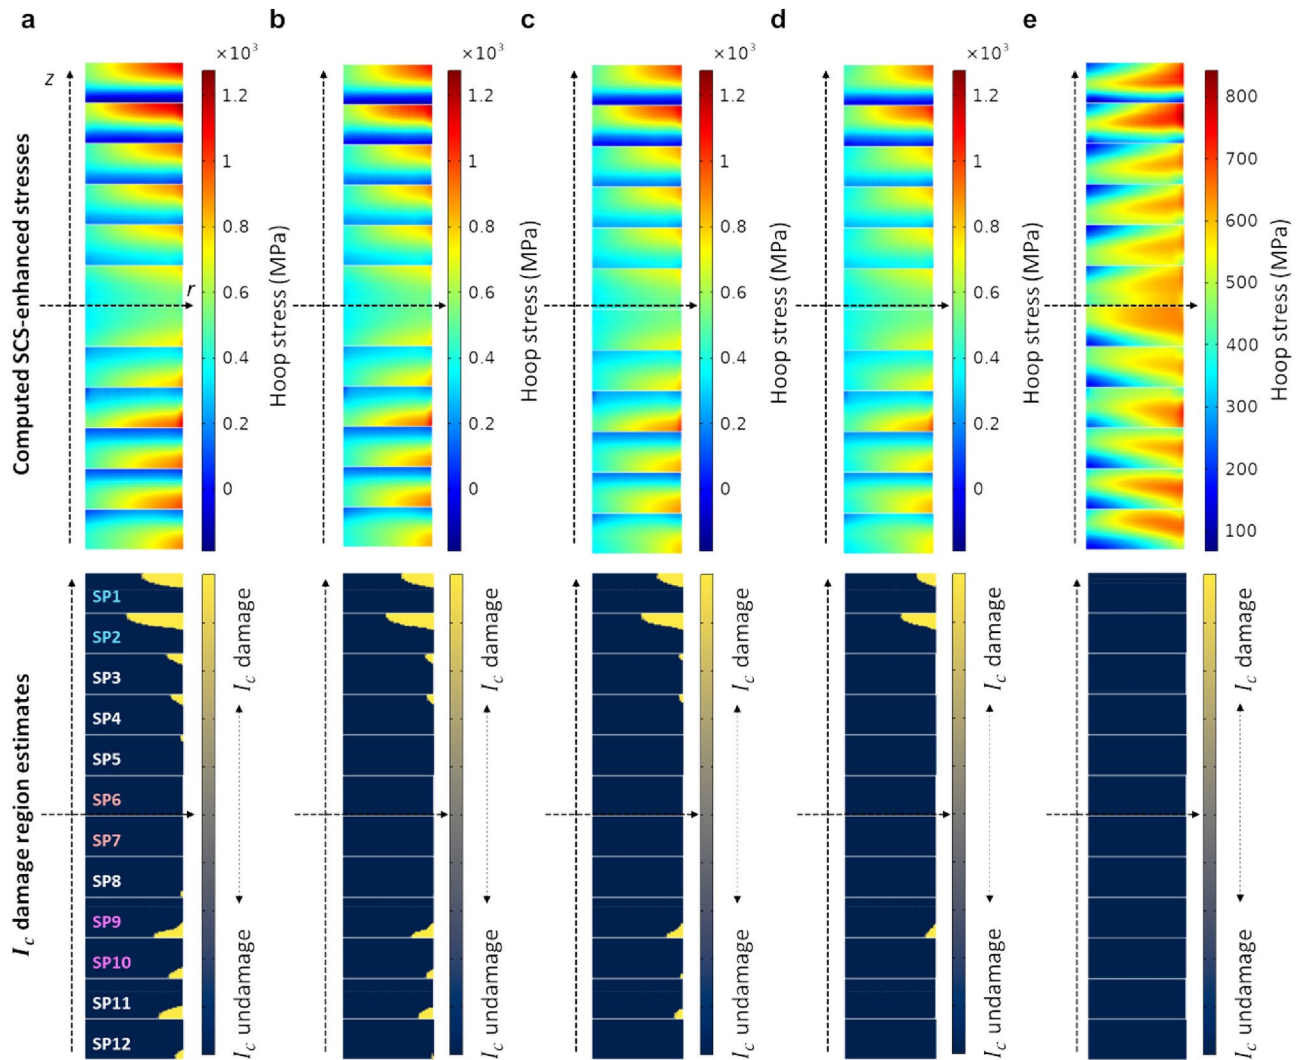 a
b
c
d
e
×10³
×10³
×10³
×10³
z
r
1.2
1
0.8
0.6
0.4
0.2
0
1.2
1
0.8
0.6
0.4
0.2
0
1.2
1
0.8
0.6
0.4
0.2
0
1.2
1
0.8
0.6
0.4
0.2
0
800
700
600
500
400
300
200
100
Hoop stress (MPa)
Hoop stress (MPa)
Hoop stress (MPa)
Hoop stress (MPa)
Hoop stress (MPa)
Computed SCS-enhanced stresses
I_c damage region estimates
SP1
SP2
SP3
SP4
SP5
SP6
SP7
SP8
SP9
SP10
SP11
SP12
I_c damage
I_c undamage
I_c damage
I_c undamage
I_c damage
I_c undamage
I_c damage
I_c undamage
I_c damage
I_c undamage